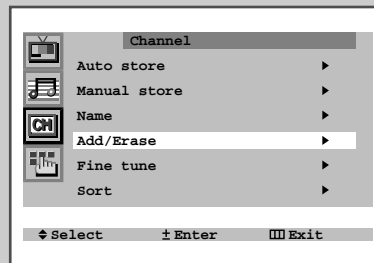 Channel
Auto store
Manual store
Name
CH
Add/Erase
Fine tune
Sort
Select ± Enter Exit